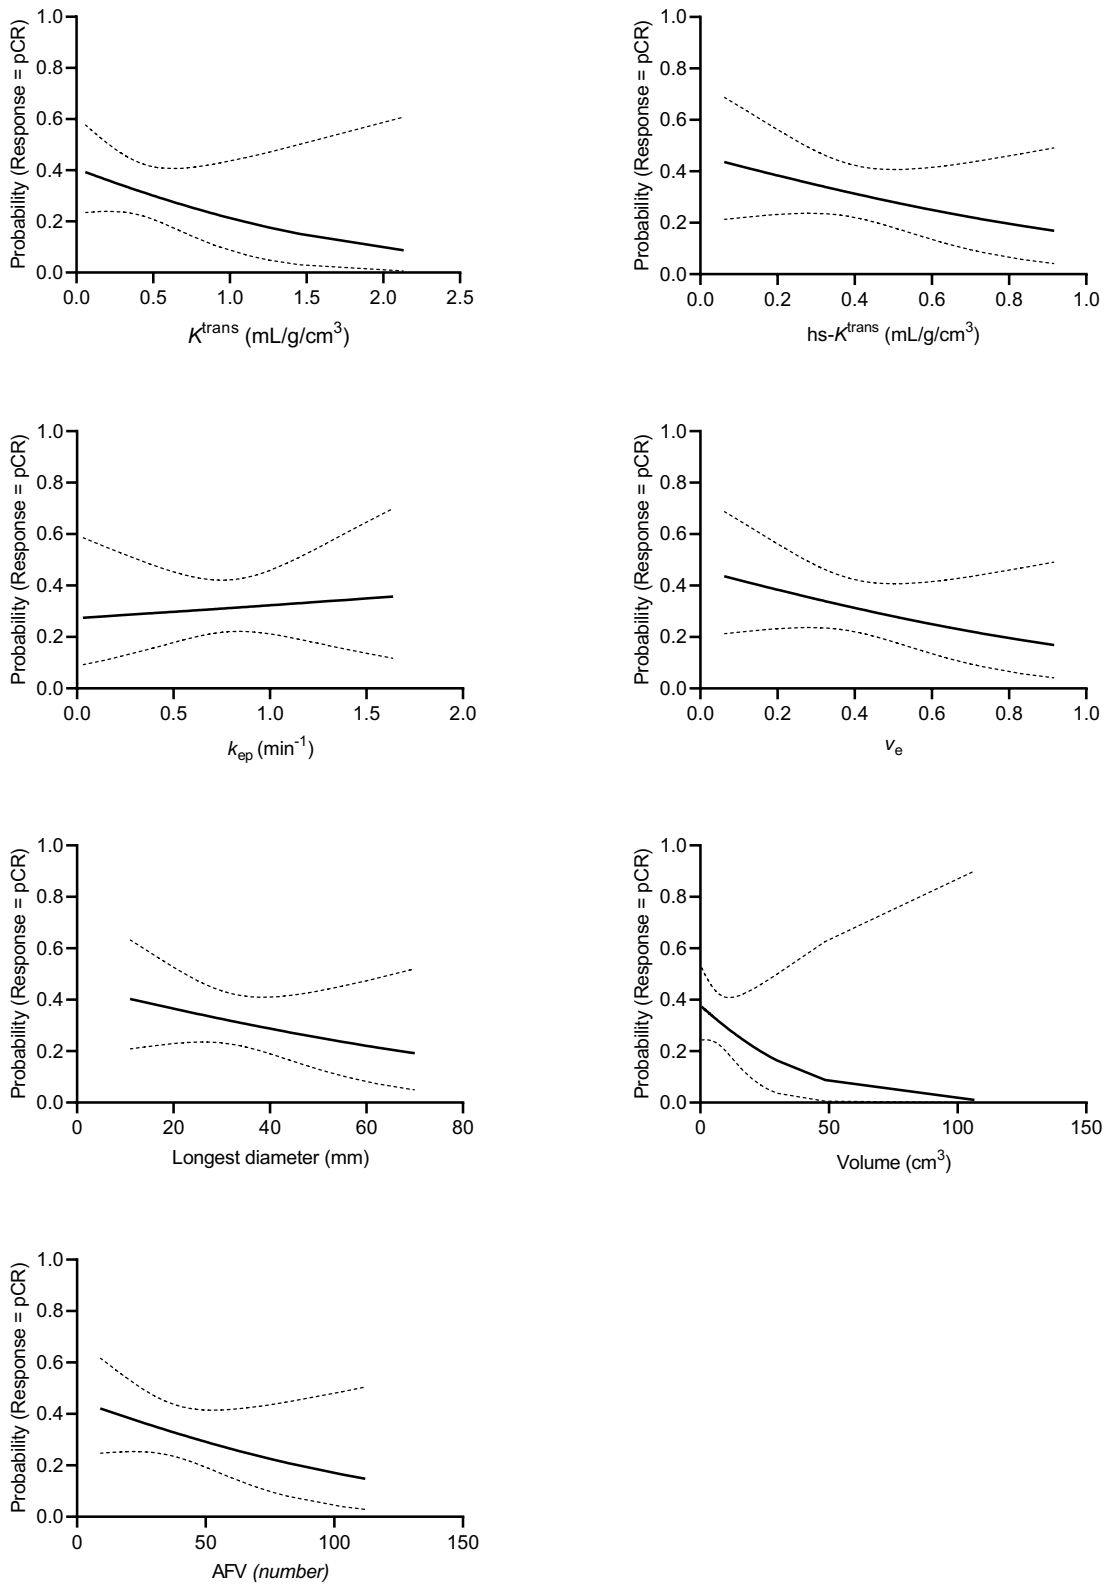 Probability (Response = pCR)
1.0
0.8
0.6
0.4
0.2
0.0
0.0 0.5 1.0 1.5 2.0 2.5
Ktrans (mL/g/cm3)
Probability (Response = pCR)
1.0
0.8
0.6
0.4
0.2
0.0
0.0 0.2 0.4 0.6 0.8 1.0
hs-Ktrans (mL/g/cm3)
Probability (Response = pCR)
1.0
0.8
0.6
0.4
0.2
0.0
0.0 0.5 1.0 1.5 2.0
kep (min-1)
Probability (Response = pCR)
1.0
0.8
0.6
0.4
0.2
0.0
0.0 0.2 0.4 0.6 0.8 1.0
ve
Probability (Response = pCR)
1.0
0.8
0.6
0.4
0.2
0.0
0 20 40 60 80
Longest diameter (mm)
Probability (Response = pCR)
1.0
0.8
0.6
0.4
0.2
0.0
0 50 100 150
Volume (cm3)
Probability (Response = pCR)
1.0
0.8
0.6
0.4
0.2
0.0
0 50 100 150
AFV (number)